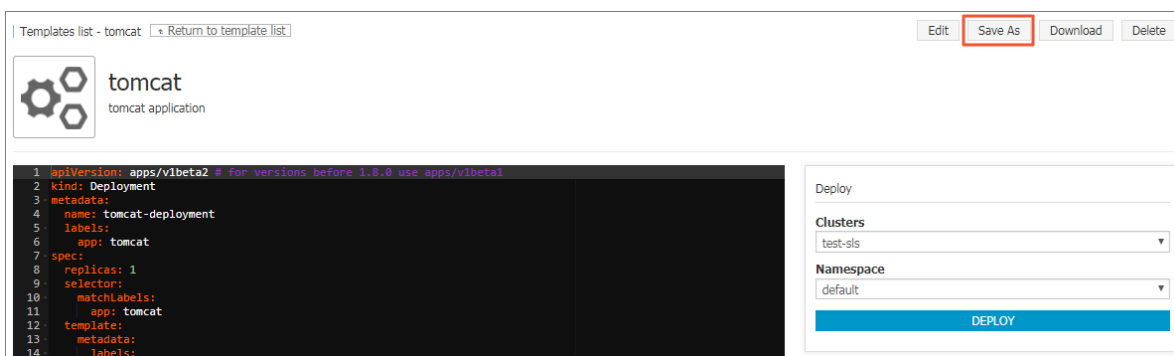 Templates list - tomcat Return to template list Edit Save As Download Delete
tomcat
tomcat application
1 apiVersion: apps/v1beta2 # for versions before 1.8.0 use apps/v1beta1
2 kind: Deployment
3 metadata:
4 name: tomcat-deployment
5 labels:
6 app: tomcat
7 spec:
8 replicas: 1
9 selector:
10 matchLabels:
11 app: tomcat
12 template:
13 metadata:
14 labels:
Deploy
Clusters
test-sls
Namespace
default
DEPLOY